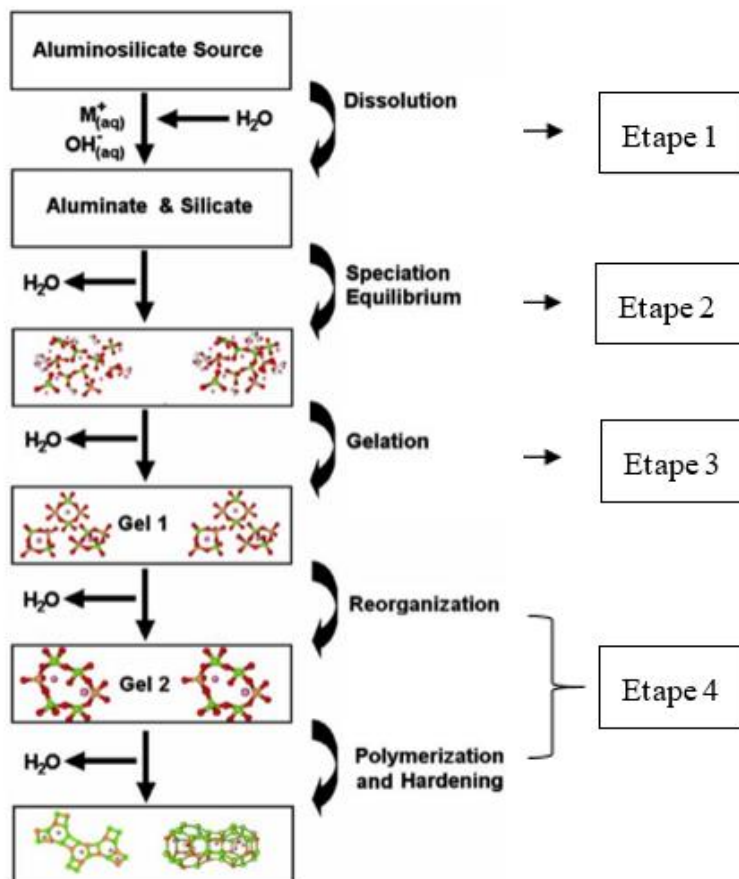 Aluminosilicate Source
Dissolution
M⁺(aq)
OH⁻(aq)
H₂O
Etape 1
Aluminate & Silicate
H₂O
Speciation
Equilibrium
Etape 2
H₂O
Gelation
Etape 3
Gel 1
H₂O
Reorganization
Gel 2
Etape 4
H₂O
Polymerization
and Hardening